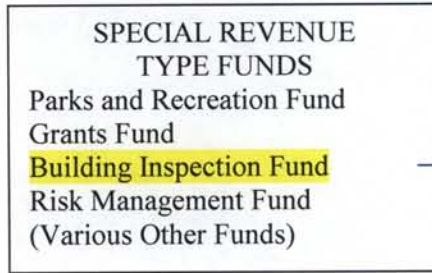 SPECIAL REVENUE
TYPE FUNDS
Parks and Recreation Fund
Grants Fund
Building Inspection Fund
Risk Management Fund
(Various Other Funds)